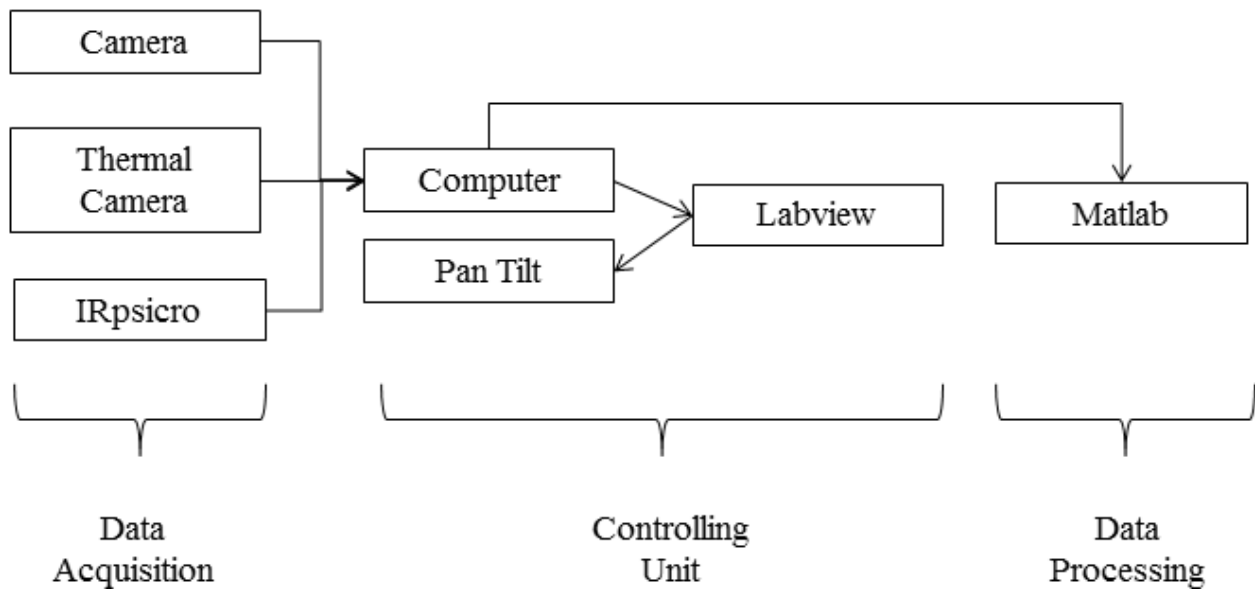 Camera
Thermal
Camera
IRpsicro
Computer
Pan Tilt
Labview
Matlab
Data
Acquisition
Controlling
Unit
Data
Processing